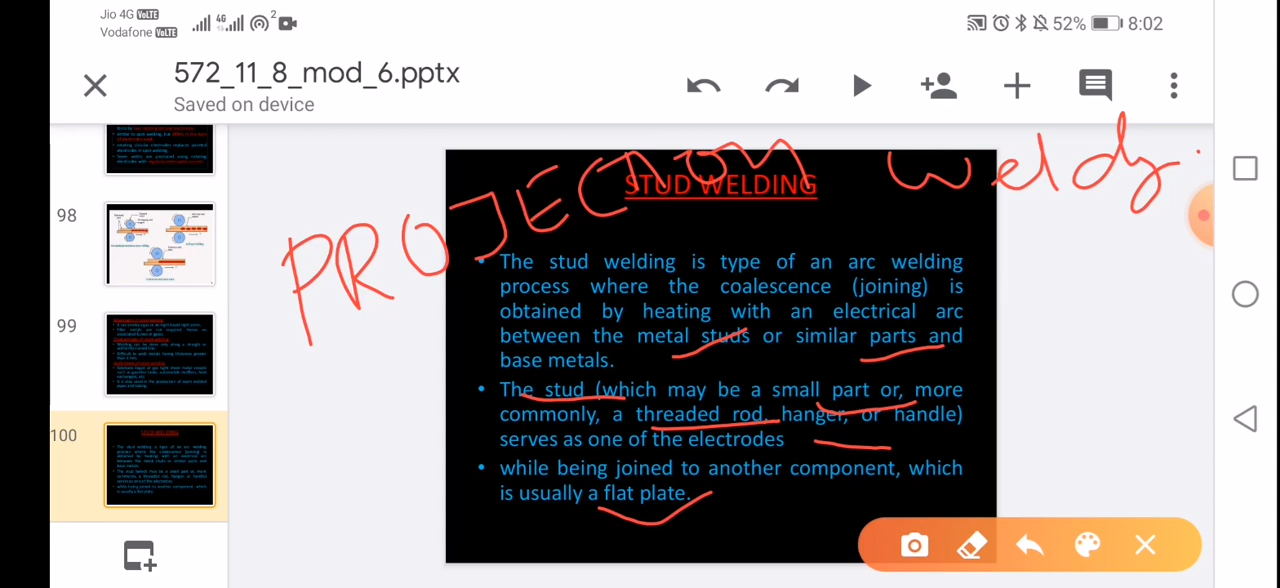 Jio 4G VoLTE
Vodafone VoLTE
4G
2
52% 8:02
572_11_8_mod_6.pptx
Saved on device
PROJECTION Weldg.
STUD WELDING
• The stud welding is type of an arc welding
process where the coalescence (joining) is
obtained by heating with an electrical arc
between the metal studs or similar parts and
base metals.
• The stud (which may be a small part or, more
commonly, a threaded rod, hanger, or handle)
serves as one of the electrodes
• while being joined to another component, which
is usually a flat plate.
98
99
100
STUD WELDING